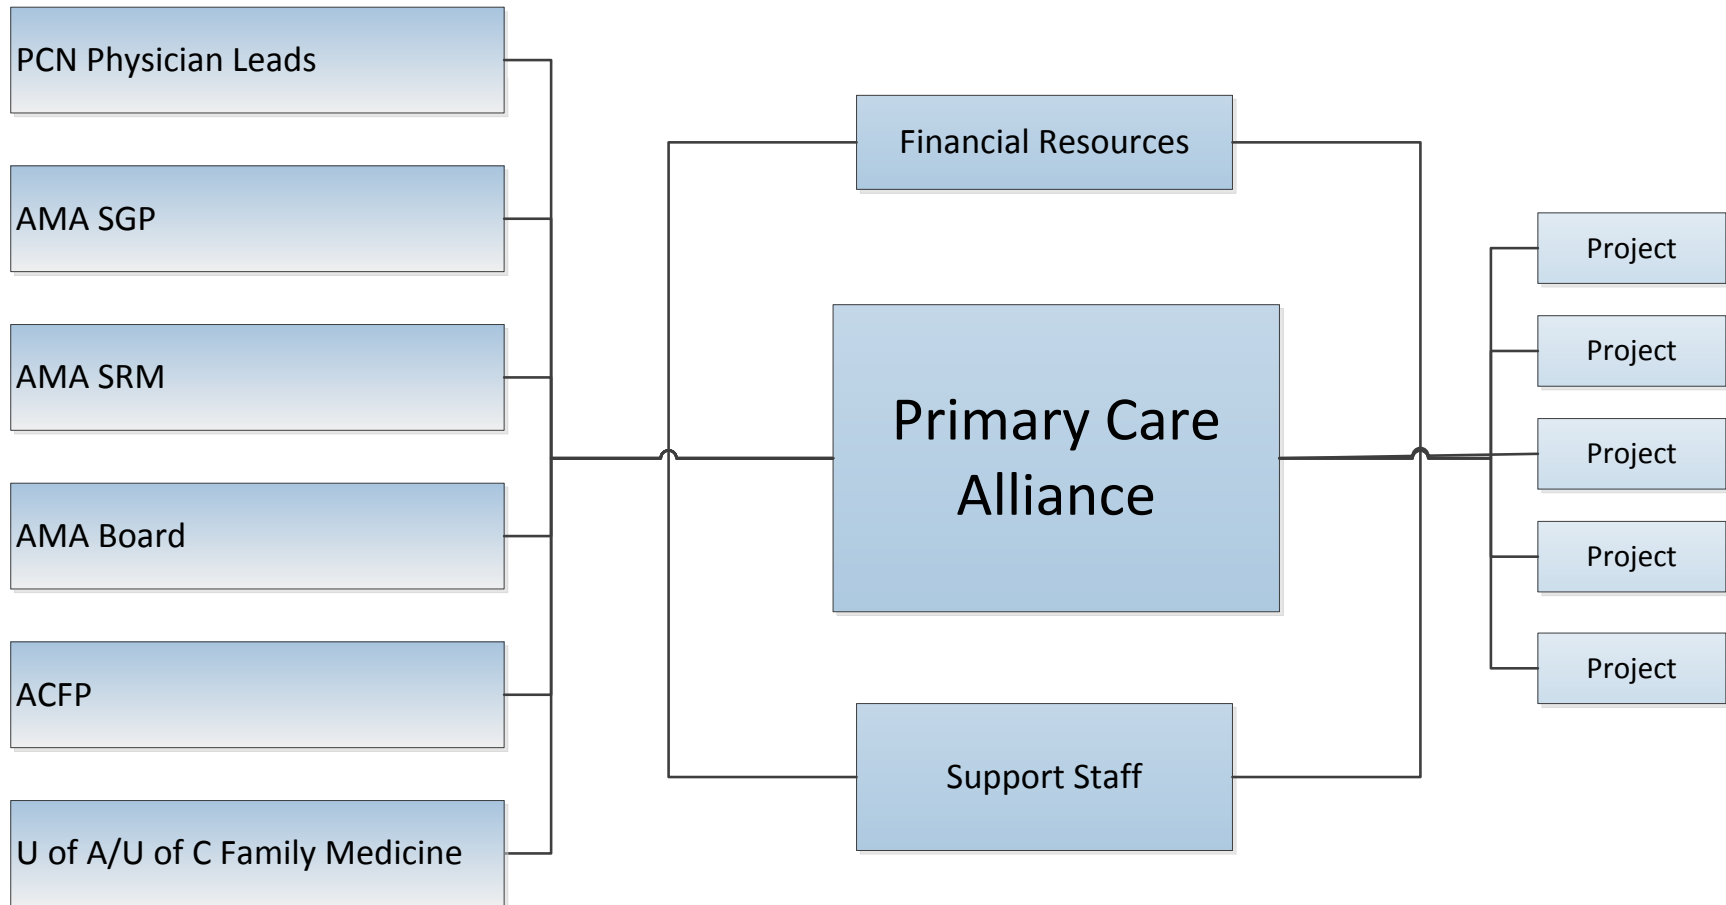 PCN Physician Leads
AMA SGP
AMA SRM
AMA Board
ACFP
U of A/U of C Family Medicine
Financial Resources
Primary Care
Alliance
Support Staff
Project
Project
Project
Project
Project